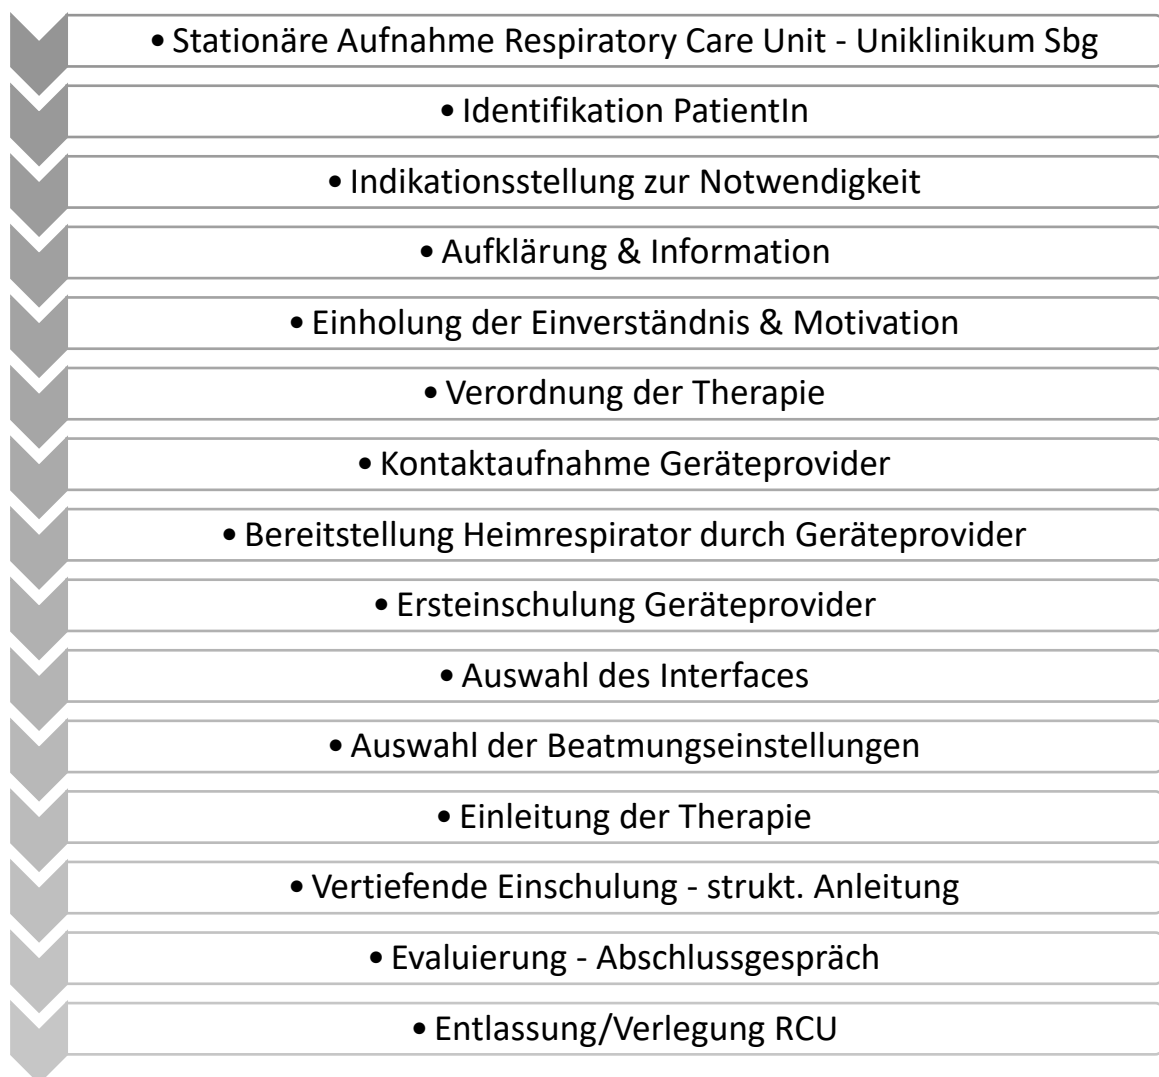 • Stationäre Aufnahme Respiratory Care Unit - Uniklinikum Sbg
• Identifikation PatientIn
• Indikationsstellung zur Notwendigkeit
• Aufklärung & Information
• Einholung der Einverständnis & Motivation
• Verordnung der Therapie
• Kontaktaufnahme Geräteprovider
• Bereitstellung Heimrespirator durch Geräteprovider
• Ersteinschulung Geräteprovider
• Auswahl des Interfaces
• Auswahl der Beatmungseinstellungen
• Einleitung der Therapie
• Vertiefende Einschulung - strukt. Anleitung
• Evaluierung - Abschlussgespräch
• Entlassung/Verlegung RCU